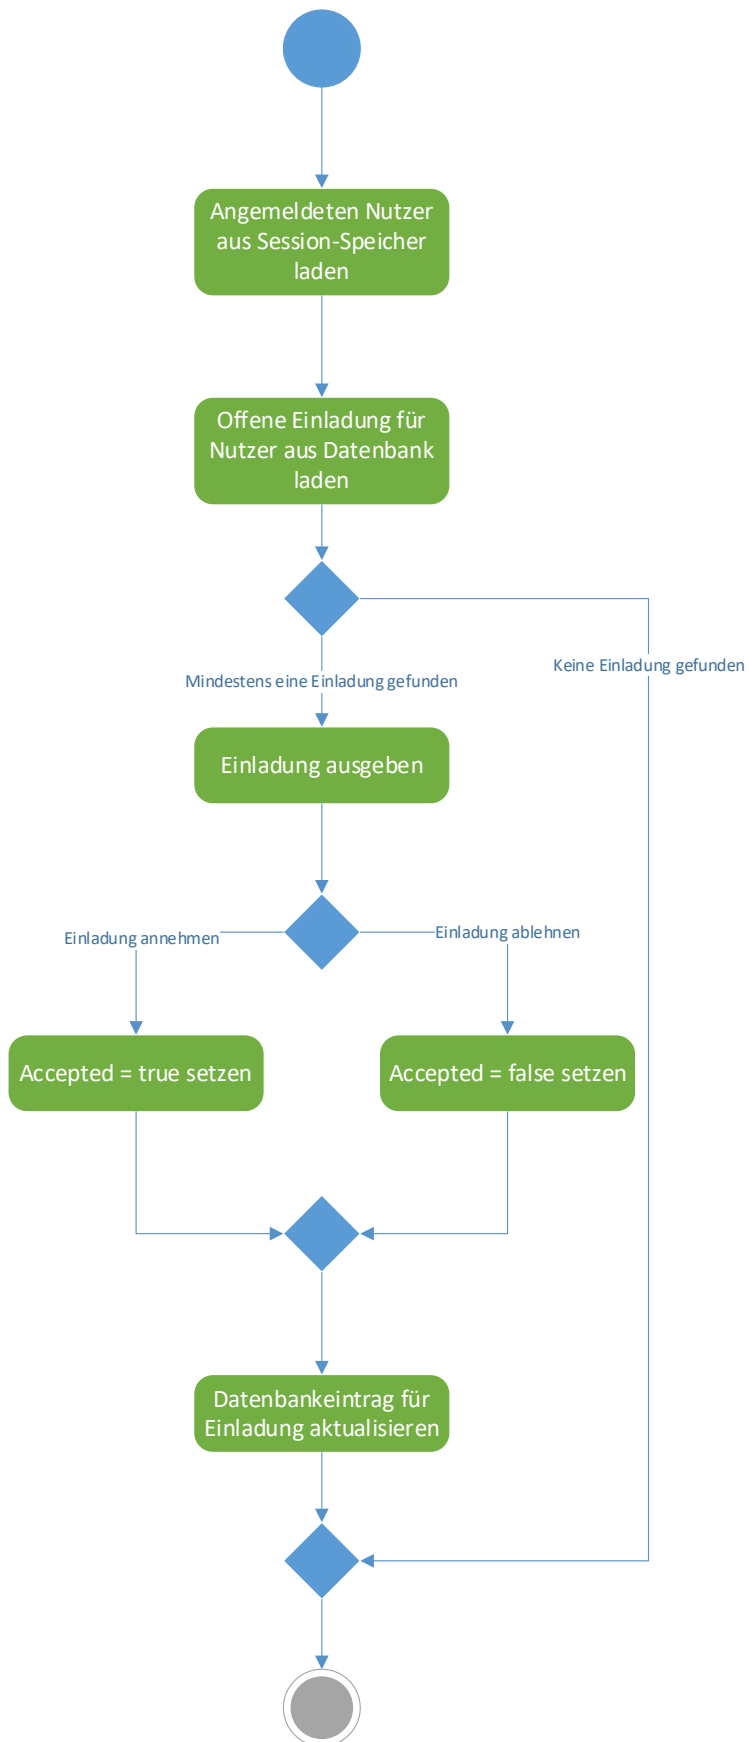 Angemeldeten Nutzer
aus Session-Speicher
laden
Offene Einladung für
Nutzer aus Datenbank
laden
Keine Einladung gefunden
Mindestens eine Einladung gefunden
Einladung ausgeben
Einladung annehmen
Einladung ablehnen
Accepted = true setzen
Accepted = false setzen
Datenbankeintrag für
Einladung aktualisieren